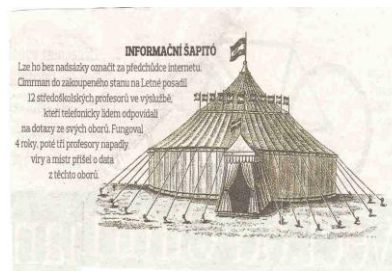 INFORMAČNÍ ŠAPITÓ
Lze ho bez nadsázky označit za předchůdce internetu.
Cimrman do zakoupeného stanu na Letné posadil
12 středoškolských profesorů ve výslužbě,
kteří telefonicky lidem odpovídali
na dotazy ze svých oborů. Fungoval
4 roky, poté tři profesory napadly
viry a mistr přišel o data
z těchto oborů.